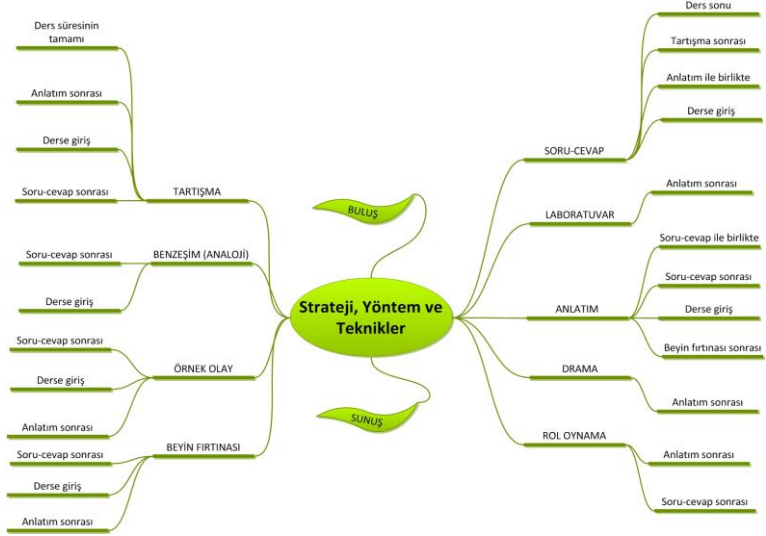 Ders süresinin
tamamı
Anlatım sonrası
Derse giriş
Soru-cevap sonrası
TARTIŞMA
Soru-cevap sonrası
BENZEŞİM (ANALOJİ)
Derse giriş
Soru-cevap sonrası
Derse giriş
ÖRNEK OLAY
Anlatım sonrası
Soru-cevap sonrası
BEYİN FIRTINASI
Derse giriş
Anlatım sonrası
BULUŞ
Strateji, Yöntem ve
Teknikler
SUNUŞ
Ders sonu
Tartışma sonrası
Anlatım ile birlikte
Derse giriş
SORU-CEVAP
Anlatım sonrası
LABORATUVAR
Soru-cevap ile birlikte
Soru-cevap sonrası
ANLATIM
Derse giriş
Beyin fırtınası sonrası
DRAMA
Anlatım sonrası
ROL OYNAMA
Anlatım sonrası
Soru-cevap sonrası